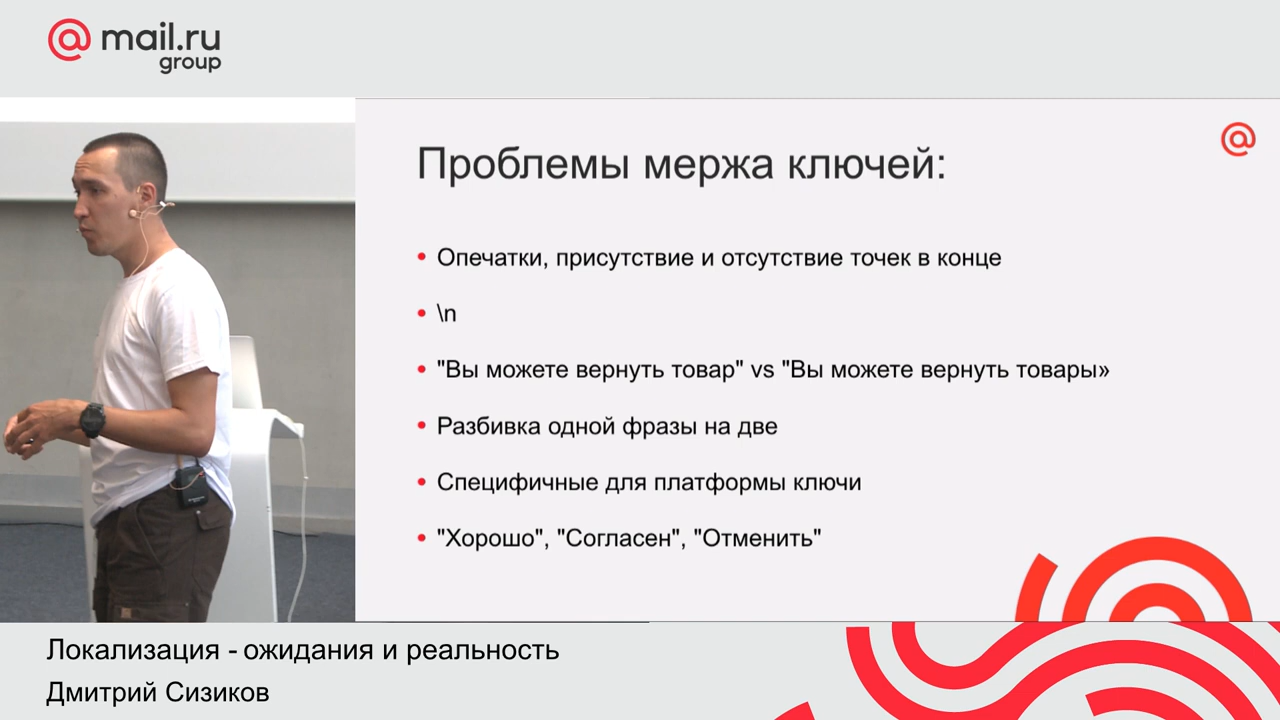 @mail.ru
group
Проблемы мержа ключей:
• Опечатки, присутствие и отсутствие точек в конце
• \n
• "Вы можете вернуть товар" vs "Вы можете вернуть товары»
• Разбивка одной фразы на две
• Специфичные для платформы ключи
• "Хорошо", "Согласен", "Отменить"
Локализация - ожидания и реальность
Дмитрий Сизиков